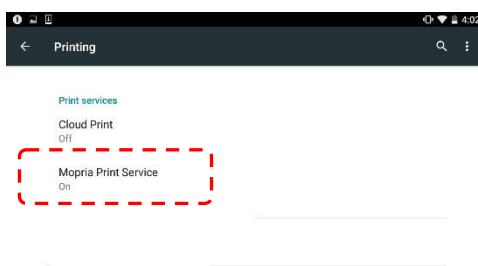 4:02
Printing
Print services
Cloud Print
Off
Mopria Print Service
On